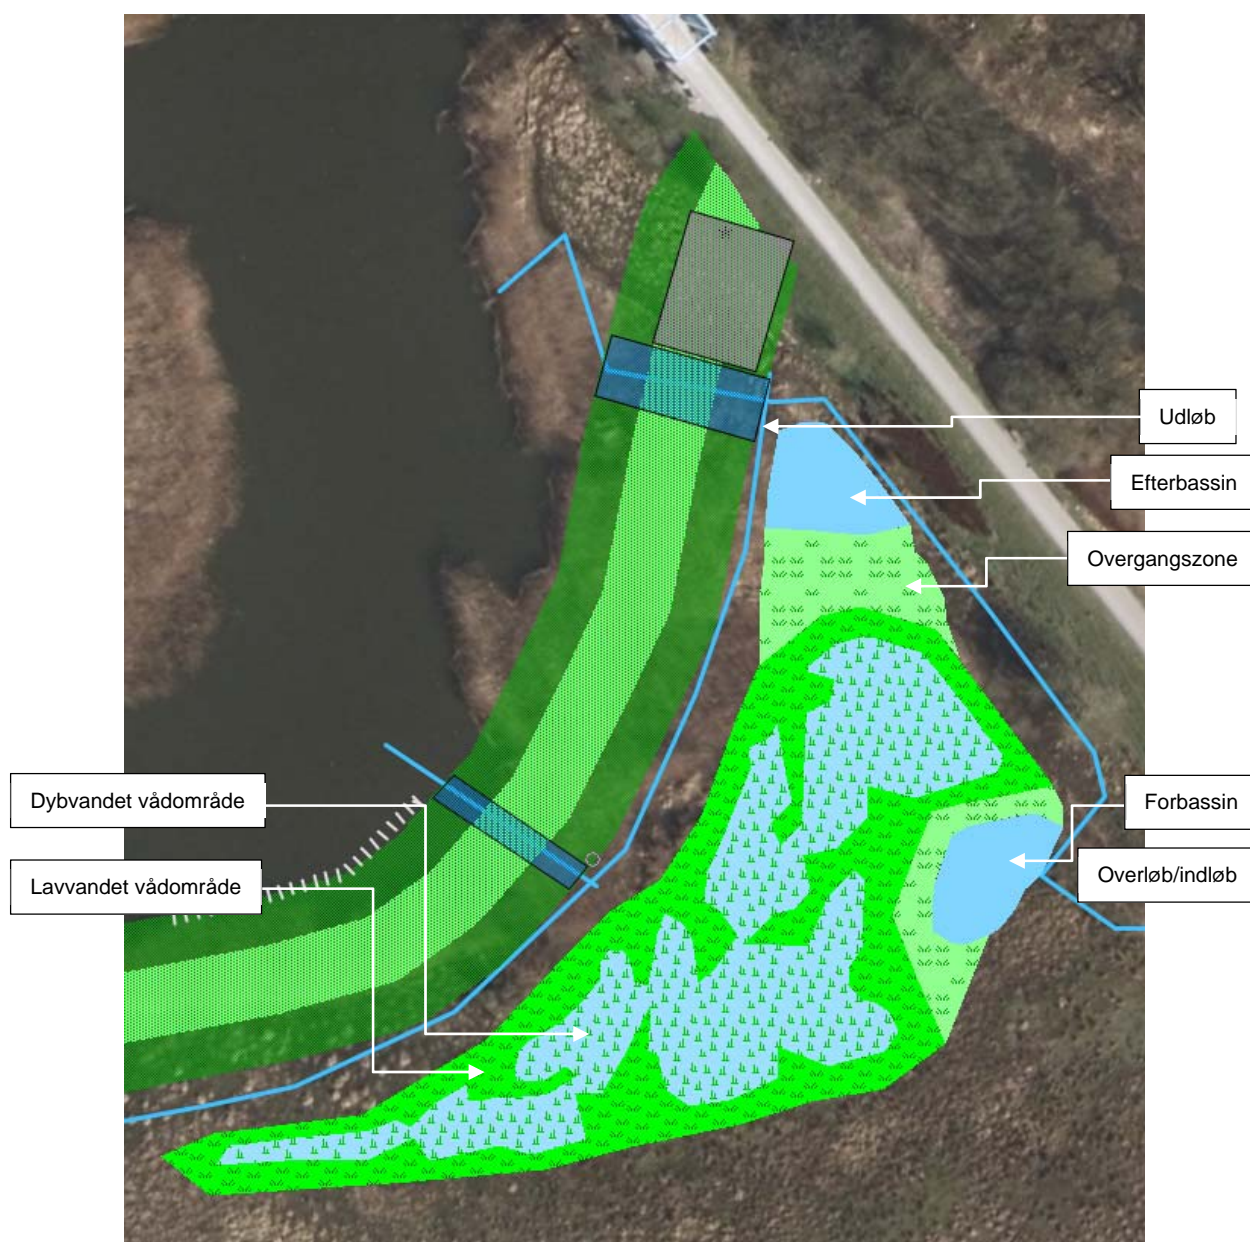 Udløb
Efterbassin
Overgangszone
Dybvandet vådområde
Forbassin
Lavvandet vådområde
Overløb/indløb